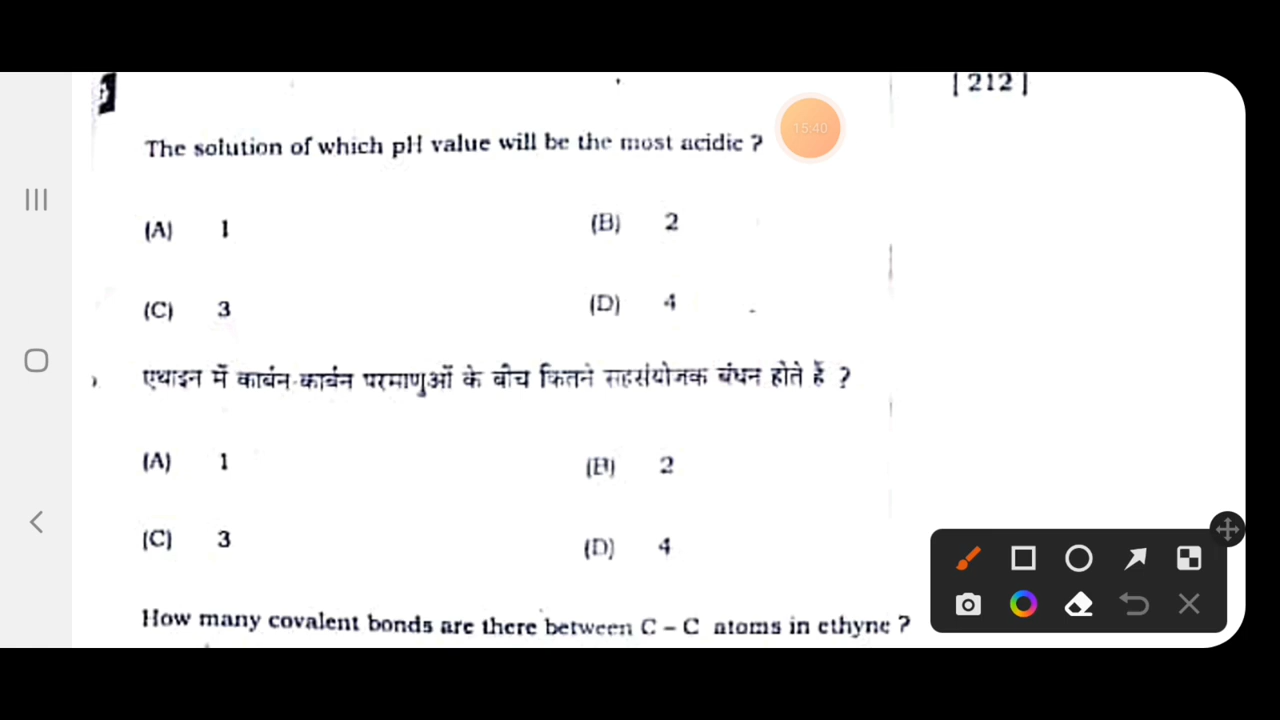 [ 212 ]
15:40
The solution of which pH value will be the most acidic ?
(A) 1 (B) 2
(C) 3 (D) 4
एथाइन में कार्बन-कार्बन परमाणुओं के बीच कितने सहसंयोजक बंधन होते हैं ?
(A) 1 (B) 2
(C) 3 (D) 4
How many covalent bonds are there between C – C atoms in ethyne ?